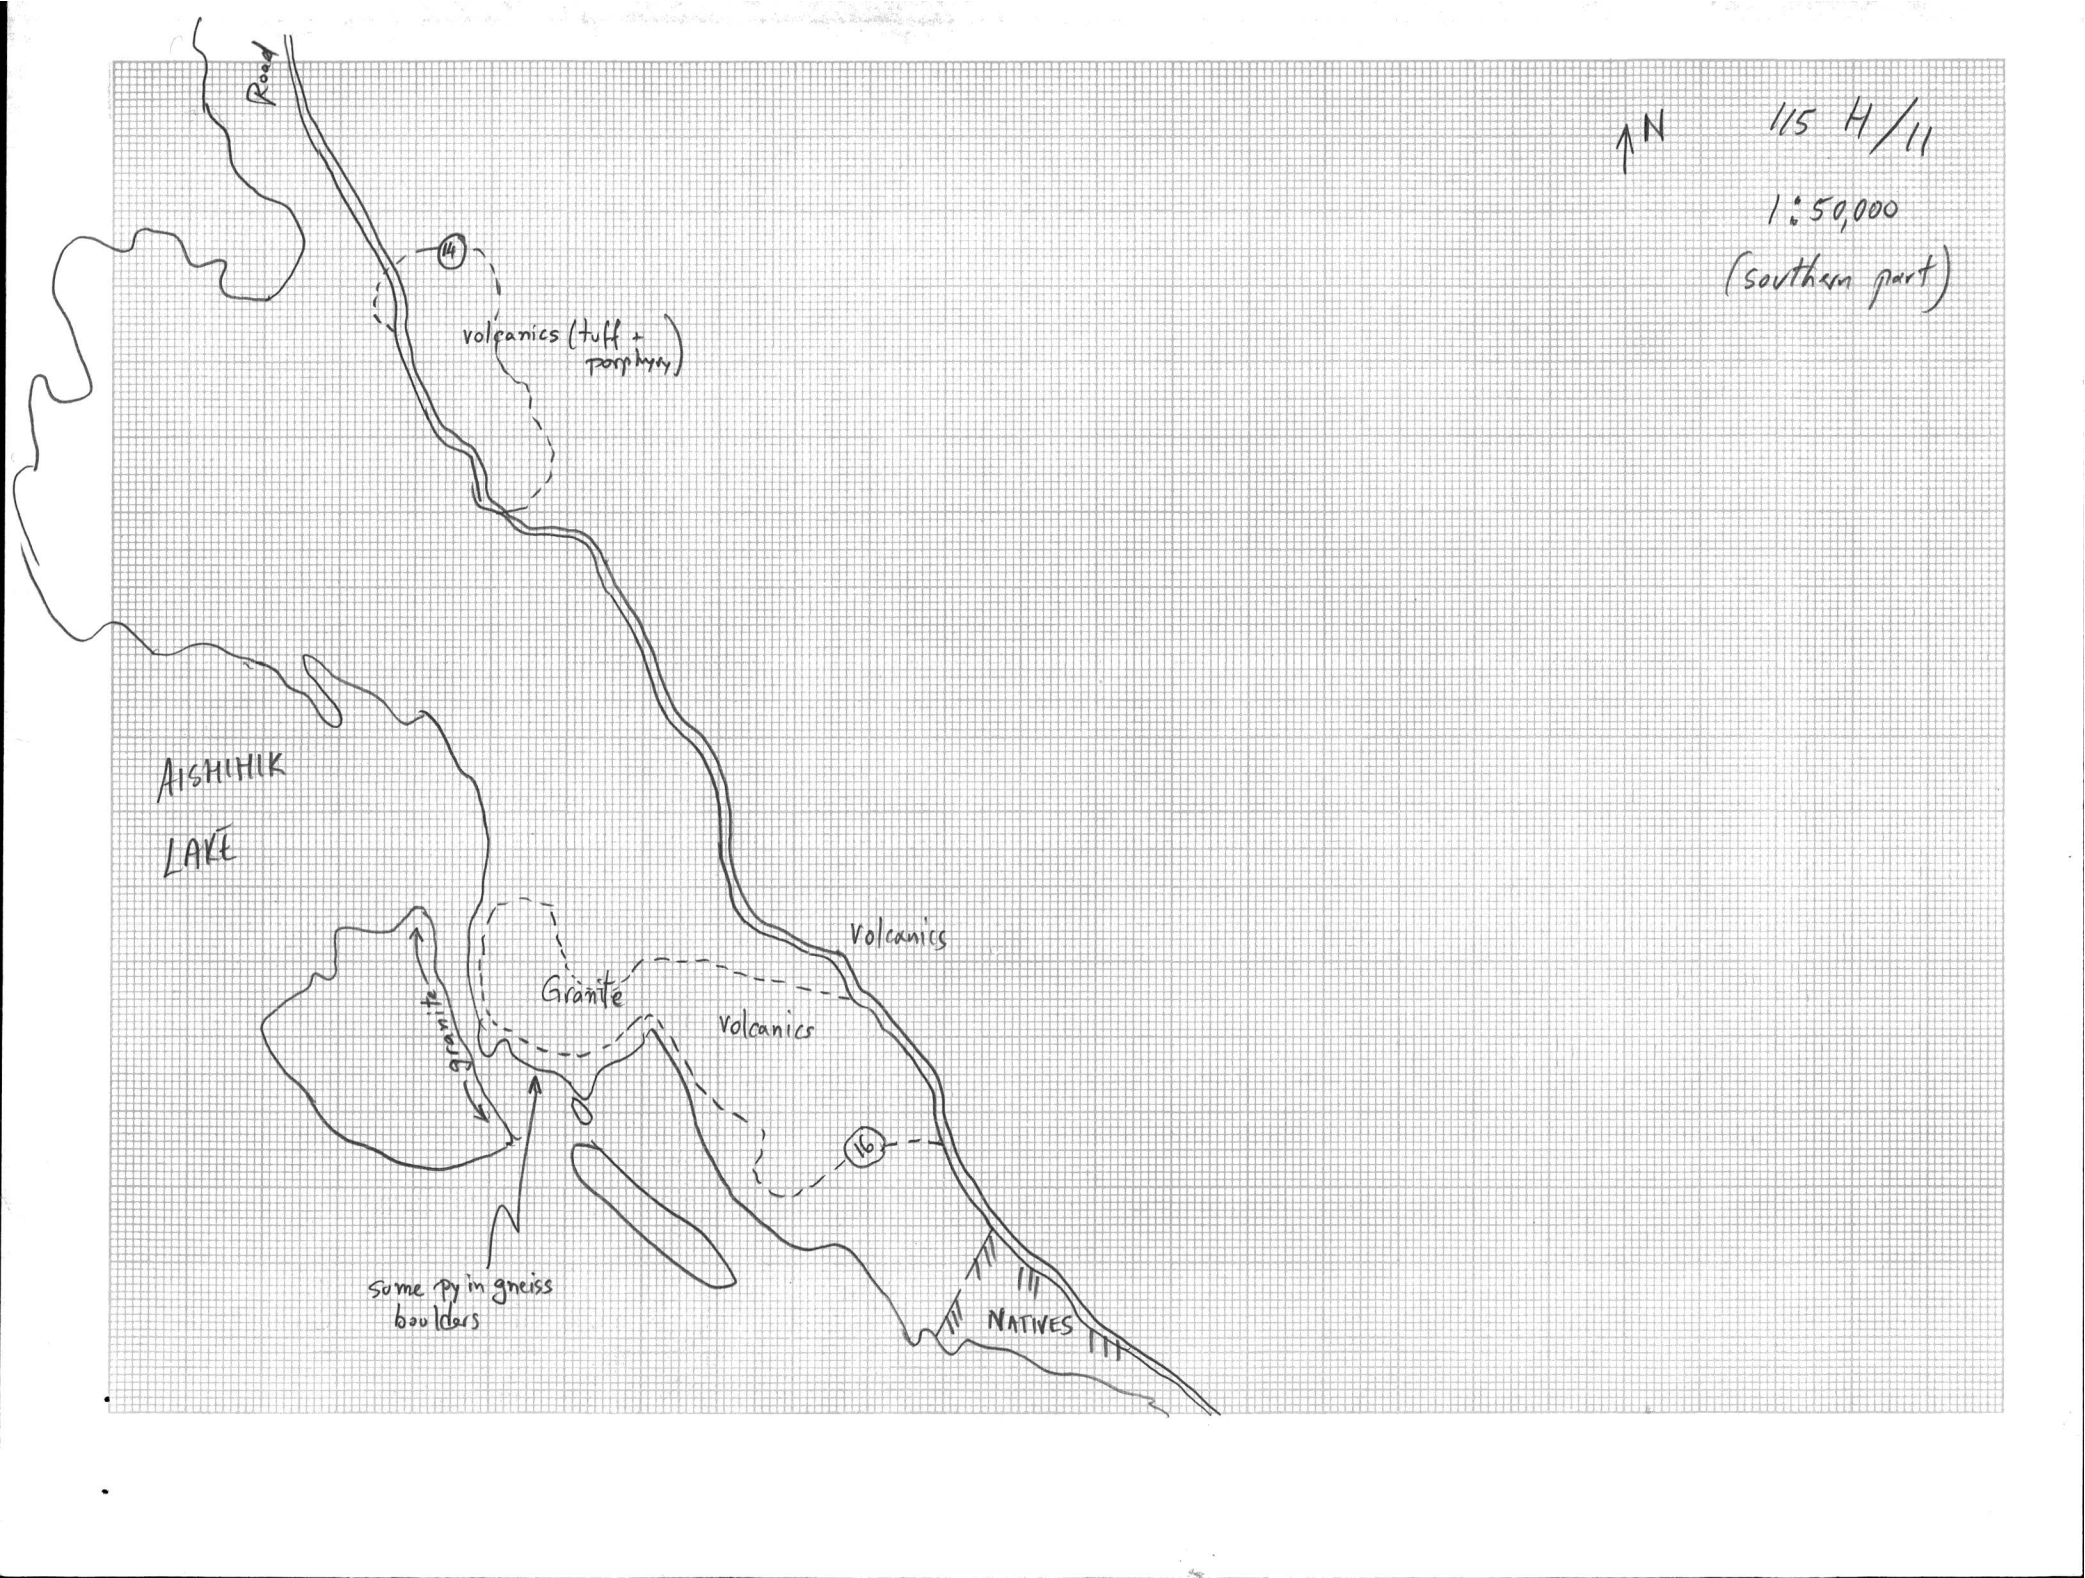 Road
↑ N
115 H/11
1:50,000
(southern part)
14
volcanics (tuff +
porphyry)
AISHIHIK
LAKE
Volcanics
Granite
granite
Volcanics
16
some py in gneiss
boulders
NATIVES